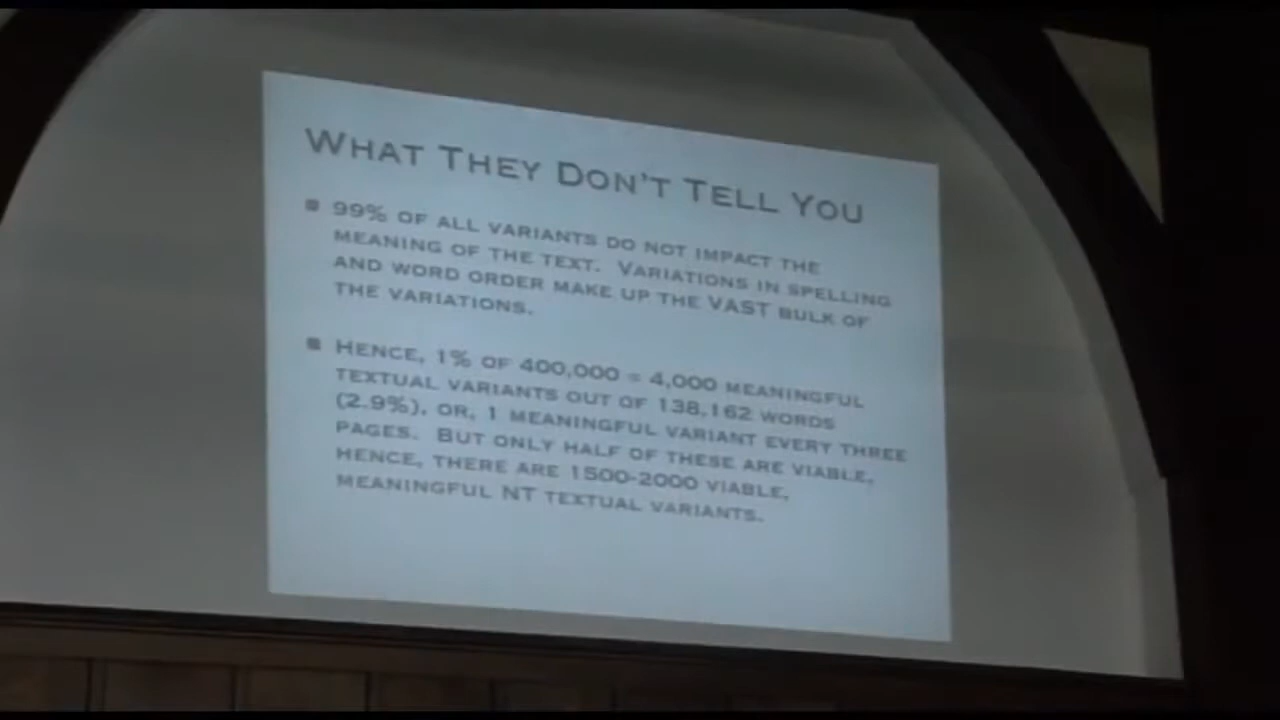 WHAT THEY DON'T TELL YOU
99% OF ALL VARIANTS DO NOT IMPACT THE
MEANING OF THE TEXT. VARIATIONS IN SPELLING
AND WORD ORDER MAKE UP THE VAST BULK OF
THE VARIATIONS.
HENCE, 1% OF 400,000 = 4,000 MEANINGFUL
TEXTUAL VARIANTS OUT OF 138,162 WORDS
(2.9%), OR, 1 MEANINGFUL VARIANT EVERY THREE
PAGES. BUT ONLY HALF OF THESE ARE VIABLE,
HENCE, THERE ARE 1500-2000 VIABLE,
MEANINGFUL NT TEXTUAL VARIANTS.